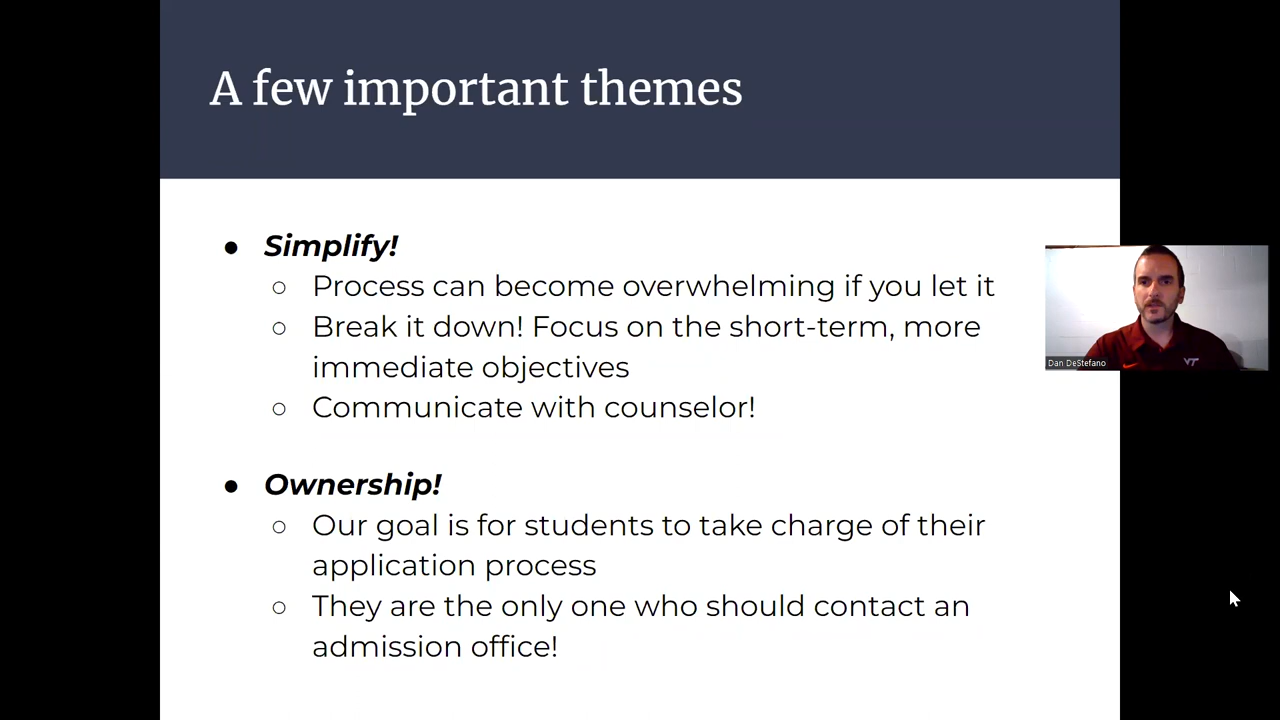 A few important themes
● Simplify!
○ Process can become overwhelming if you let it
○ Break it down! Focus on the short-term, more
immediate objectives
○ Communicate with counselor!
● Ownership!
○ Our goal is for students to take charge of their
application process
○ They are the only one who should contact an
admission office!
Dan DeStefano
VT